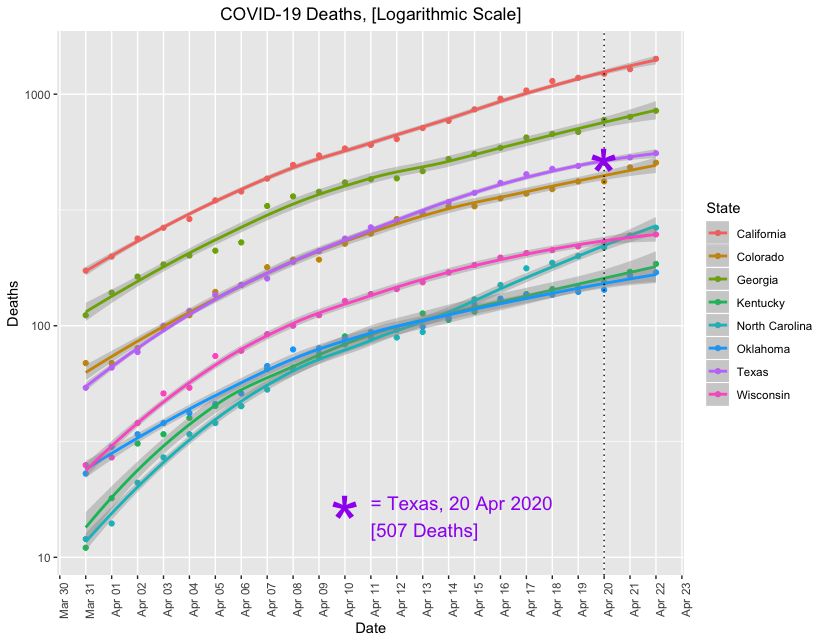 COVID-19 Deaths, [Logarithmic Scale]
Deaths
1000
100
10
* = Texas, 20 Apr 2020
[507 Deaths]
Mar 30
Mar 31
Apr 01
Apr 02
Apr 03
Apr 04
Apr 05
Apr 06
Apr 07
Apr 08
Apr 09
Apr 10
Apr 11
Apr 12
Apr 13
Apr 14
Apr 15
Apr 16
Apr 17
Apr 18
Apr 19
Apr 20
Apr 21
Apr 22
Apr 23
Date
State
California
Colorado
Georgia
Kentucky
North Carolina
Oklahoma
Texas
Wisconsin